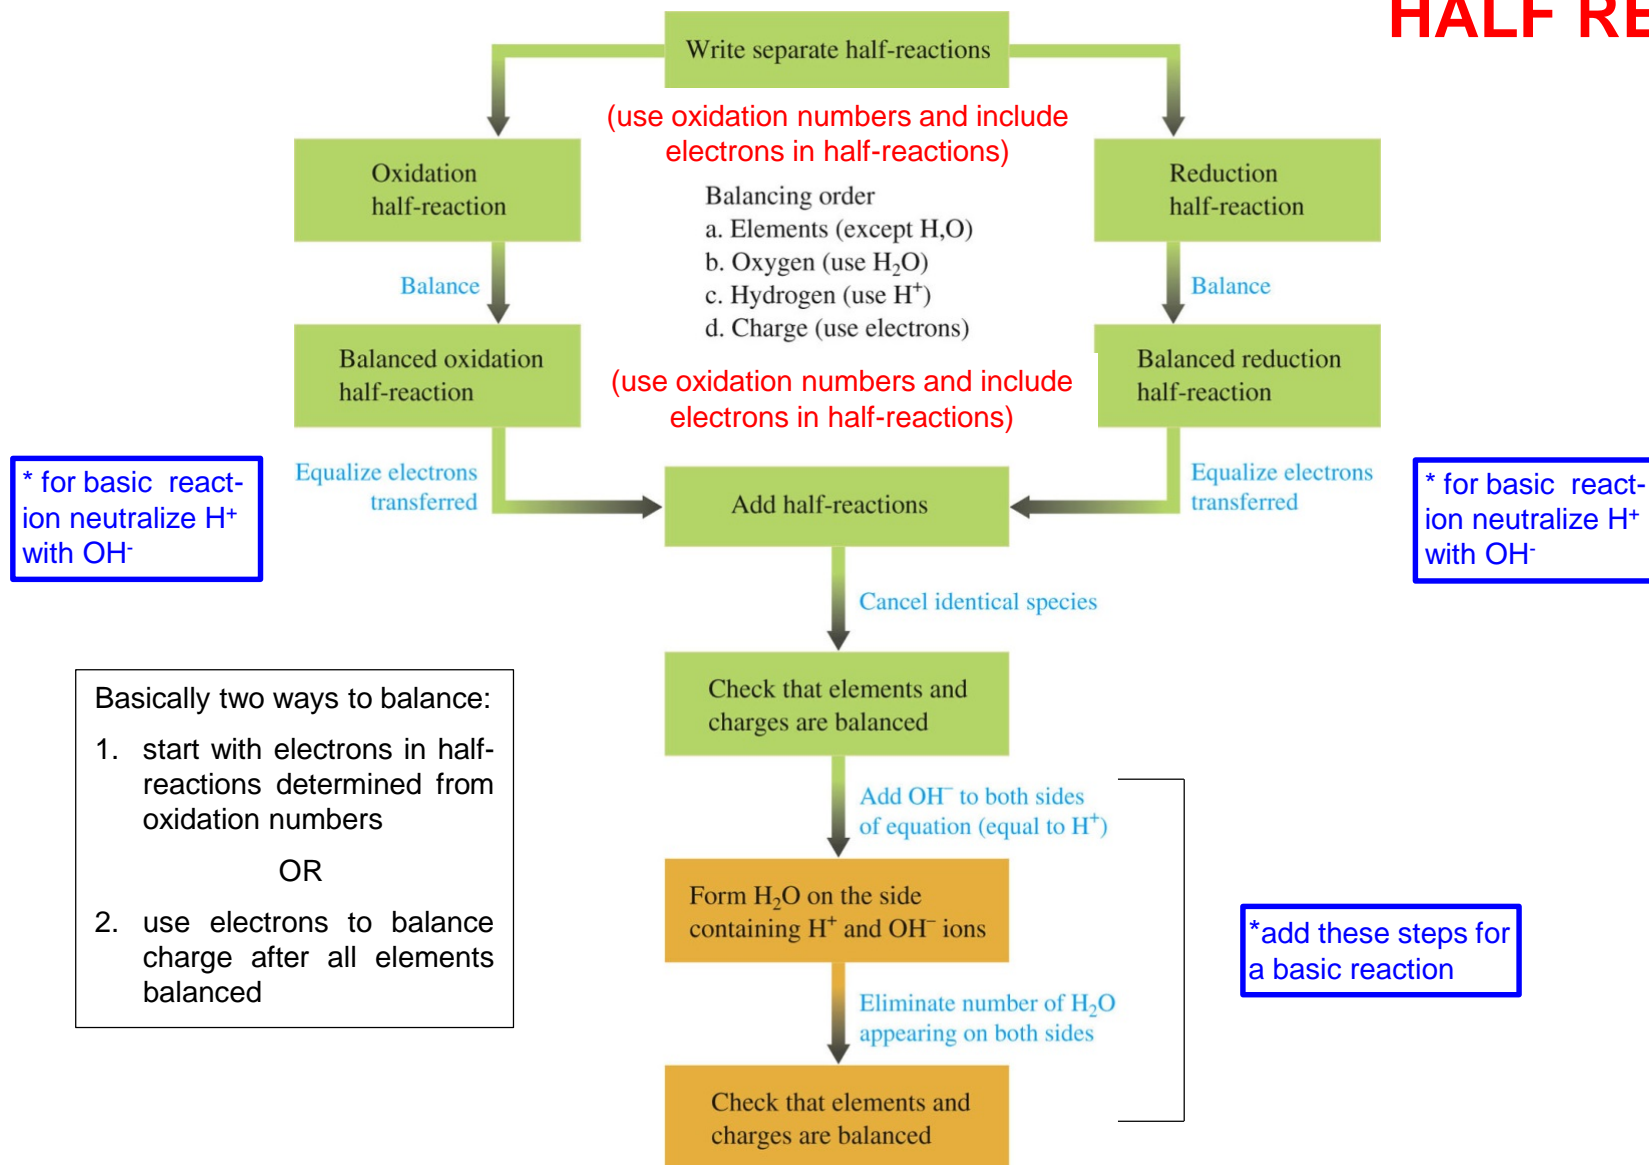 HALF RE
Write separate half-reactions
(use oxidation numbers and include
electrons in half-reactions)
Oxidation
half-reaction
Balancing order
a. Elements (except H,O)
b. Oxygen (use H₂O)
c. Hydrogen (use H⁺)
d. Charge (use electrons)
Reduction
half-reaction
Balance
Balance
Balanced oxidation
half-reaction
(use oxidation numbers and include
electrons in half-reactions)
Balanced reduction
half-reaction
* for basic react-
ion neutralize H⁺
with OH⁻
Equalize electrons
transferred
Add half-reactions
Equalize electrons
transferred
* for basic react-
ion neutralize H⁺
with OH⁻
Cancel identical species
Check that elements and
charges are balanced
Basically two ways to balance:
1. start with electrons in half-
reactions determined from
oxidation numbers
OR
2. use electrons to balance
charge after all elements
balanced
Add OH⁻ to both sides
of equation (equal to H⁺)
Form H₂O on the side
containing H⁺ and OH⁻ ions
*add these steps for
a basic reaction
Eliminate number of H₂O
appearing on both sides
Check that elements and
charges are balanced